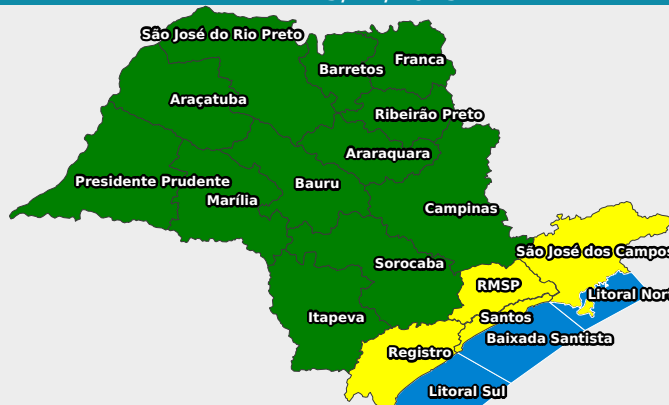 São José do Rio Preto
Franca
Barretos
Araçatuba
Ribeirão Preto
Araraquara
Presidente Prudente
Bauru
Marília
Campinas
São José dos Campos
Sorocaba
RMSP
Litoral Nort
Itapeva
Santos
Baixada Santista
Registro
Litoral Sul